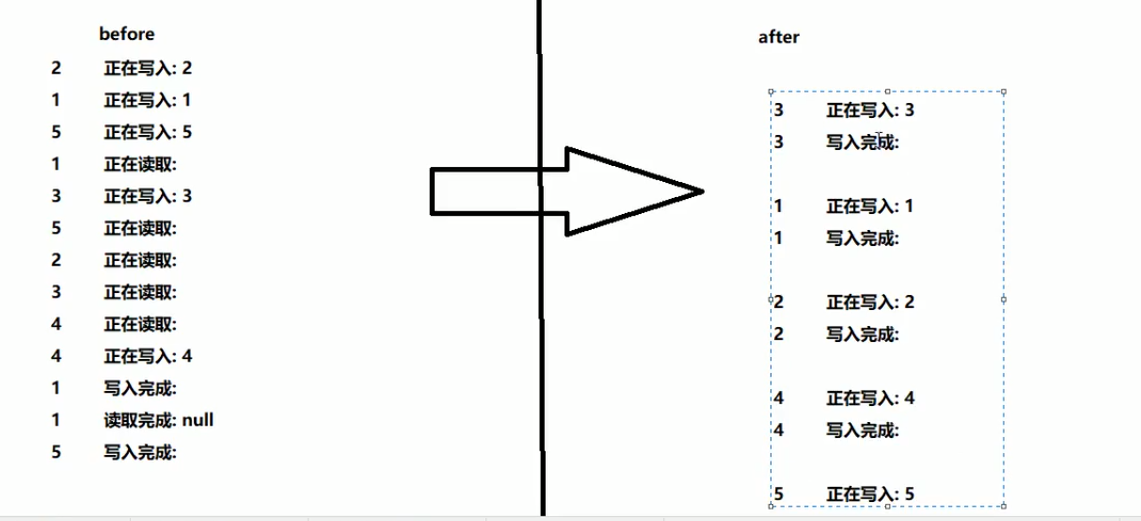 before
2 正在写入: 2
1 正在写入: 1
5 正在写入: 5
1 正在读取:
3 正在写入: 3
5 正在读取:
2 正在读取:
3 正在读取:
4 正在读取:
4 正在写入: 4
1 写入完成:
1 读取完成: null
5 写入完成:
after
3 正在写入: 3
3 写入完成:
1 正在写入: 1
1 写入完成:
2 正在写入: 2
2 写入完成:
4 正在写入: 4
4 写入完成:
5 正在写入: 5